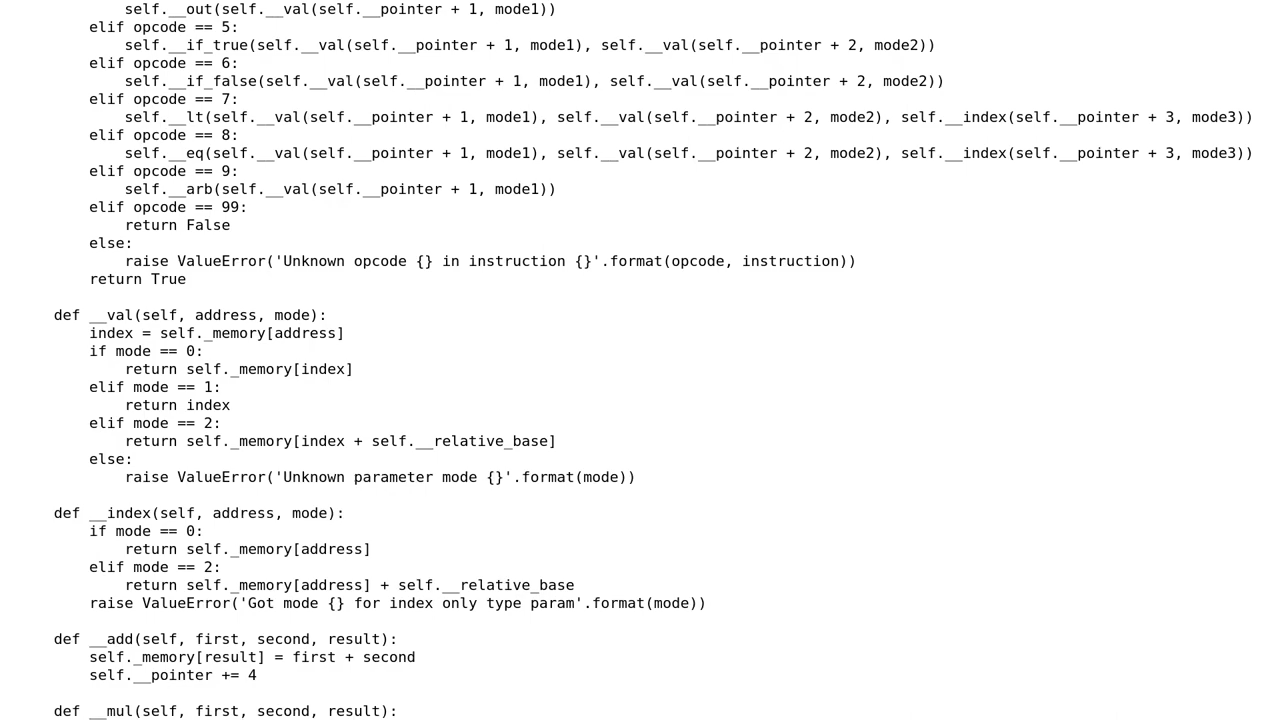 self.__out(self.__val(self.__pointer + 1, mode1))
        elif opcode == 5:
            self.__if_true(self.__val(self.__pointer + 1, mode1), self.__val(self.__pointer + 2, mode2))
        elif opcode == 6:
            self.__if_false(self.__val(self.__pointer + 1, mode1), self.__val(self.__pointer + 2, mode2))
        elif opcode == 7:
            self.__lt(self.__val(self.__pointer + 1, mode1), self.__val(self.__pointer + 2, mode2), self.__index(self.__pointer + 3, mode3))
        elif opcode == 8:
            self.__eq(self.__val(self.__pointer + 1, mode1), self.__val(self.__pointer + 2, mode2), self.__index(self.__pointer + 3, mode3))
        elif opcode == 9:
            self.__arb(self.__val(self.__pointer + 1, mode1))
        elif opcode == 99:
            return False
        else:
            raise ValueError('Unknown opcode {} in instruction {}'.format(opcode, instruction))
        return True

    def __val(self, address, mode):
        index = self._memory[address]
        if mode == 0:
            return self._memory[index]
        elif mode == 1:
            return index
        elif mode == 2:
            return self._memory[index + self.__relative_base]
        else:
            raise ValueError('Unknown parameter mode {}'.format(mode))

    def __index(self, address, mode):
        if mode == 0:
            return self._memory[address]
        elif mode == 2:
            return self._memory[address] + self.__relative_base
        raise ValueError('Got mode {} for index only type param'.format(mode))

    def __add(self, first, second, result):
        self._memory[result] = first + second
        self.__pointer += 4

    def __mul(self, first, second, result):